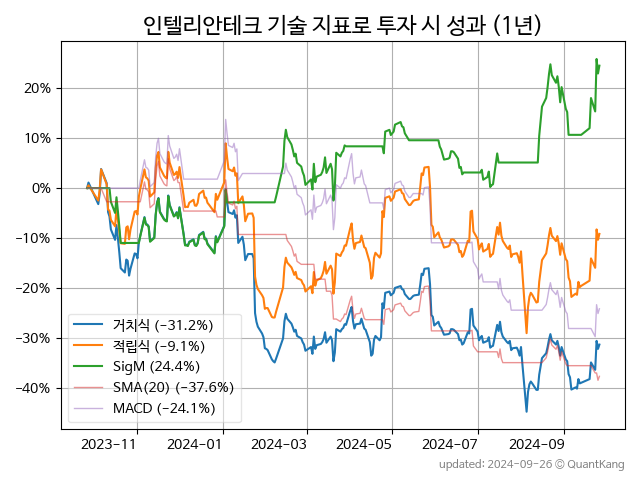 인텔리안테크 기술 지표로 투자 시 성과 (1년)
20%
10%
0%
−10%
−20%
−30%
−40%
거치식 (−31.2%)
적립식 (−9.1%)
SigM (24.4%)
SMA(20) (−37.6%)
MACD (−24.1%)
2023−11
2024−01
2024−03
2024−05
2024−07
2024−09
updated: 2024−09−26 © QuantKang